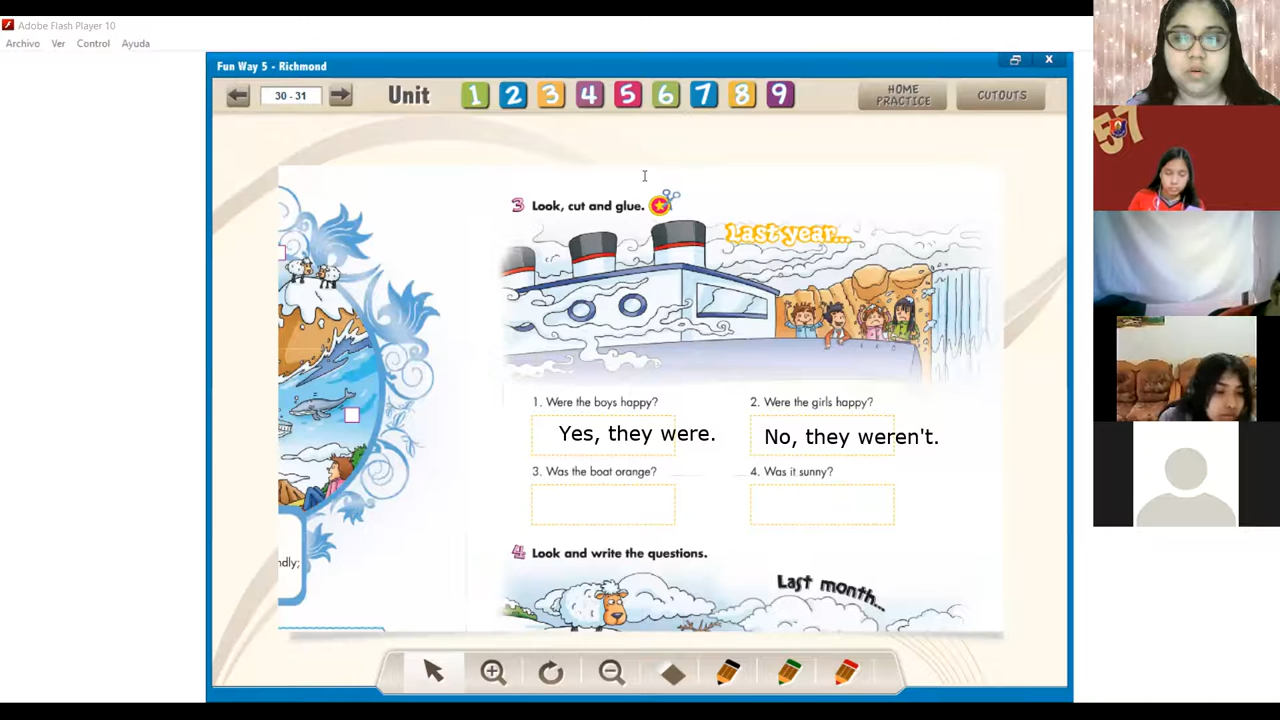 Adobe Flash Player 10
Archivo Ver Control Ayuda
Fun Way 5 - Richmond
X
30 - 31
Unit
1 2 3 4 5 6 7 8 9
HOME PRACTICE
CUTOUTS
57
3 Look, cut and glue.
Last year...
1. Were the boys happy?
2. Were the girls happy?
Yes, they were.
No, they weren't.
3. Was the boat orange?
4. Was it sunny?
4 Look and write the questions.
ndly;
Last month...